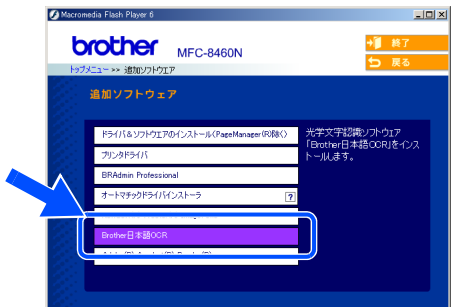 Macromedia Flash Player 6
brother MFC-8460N
終了
戻る
トップメニュー >> 追加ソフトウエア
追加ソフトウェア
ドライバ&ソフトウエアのインストール(PageManager(R)除く)
プリンタドライバ
BRAdmin Professional
オートマチックドライバインストーラ ?
Brother日本語OCR
光学文字認識ソフトウエア
「Brother日本語OCR」をインス
トールします。